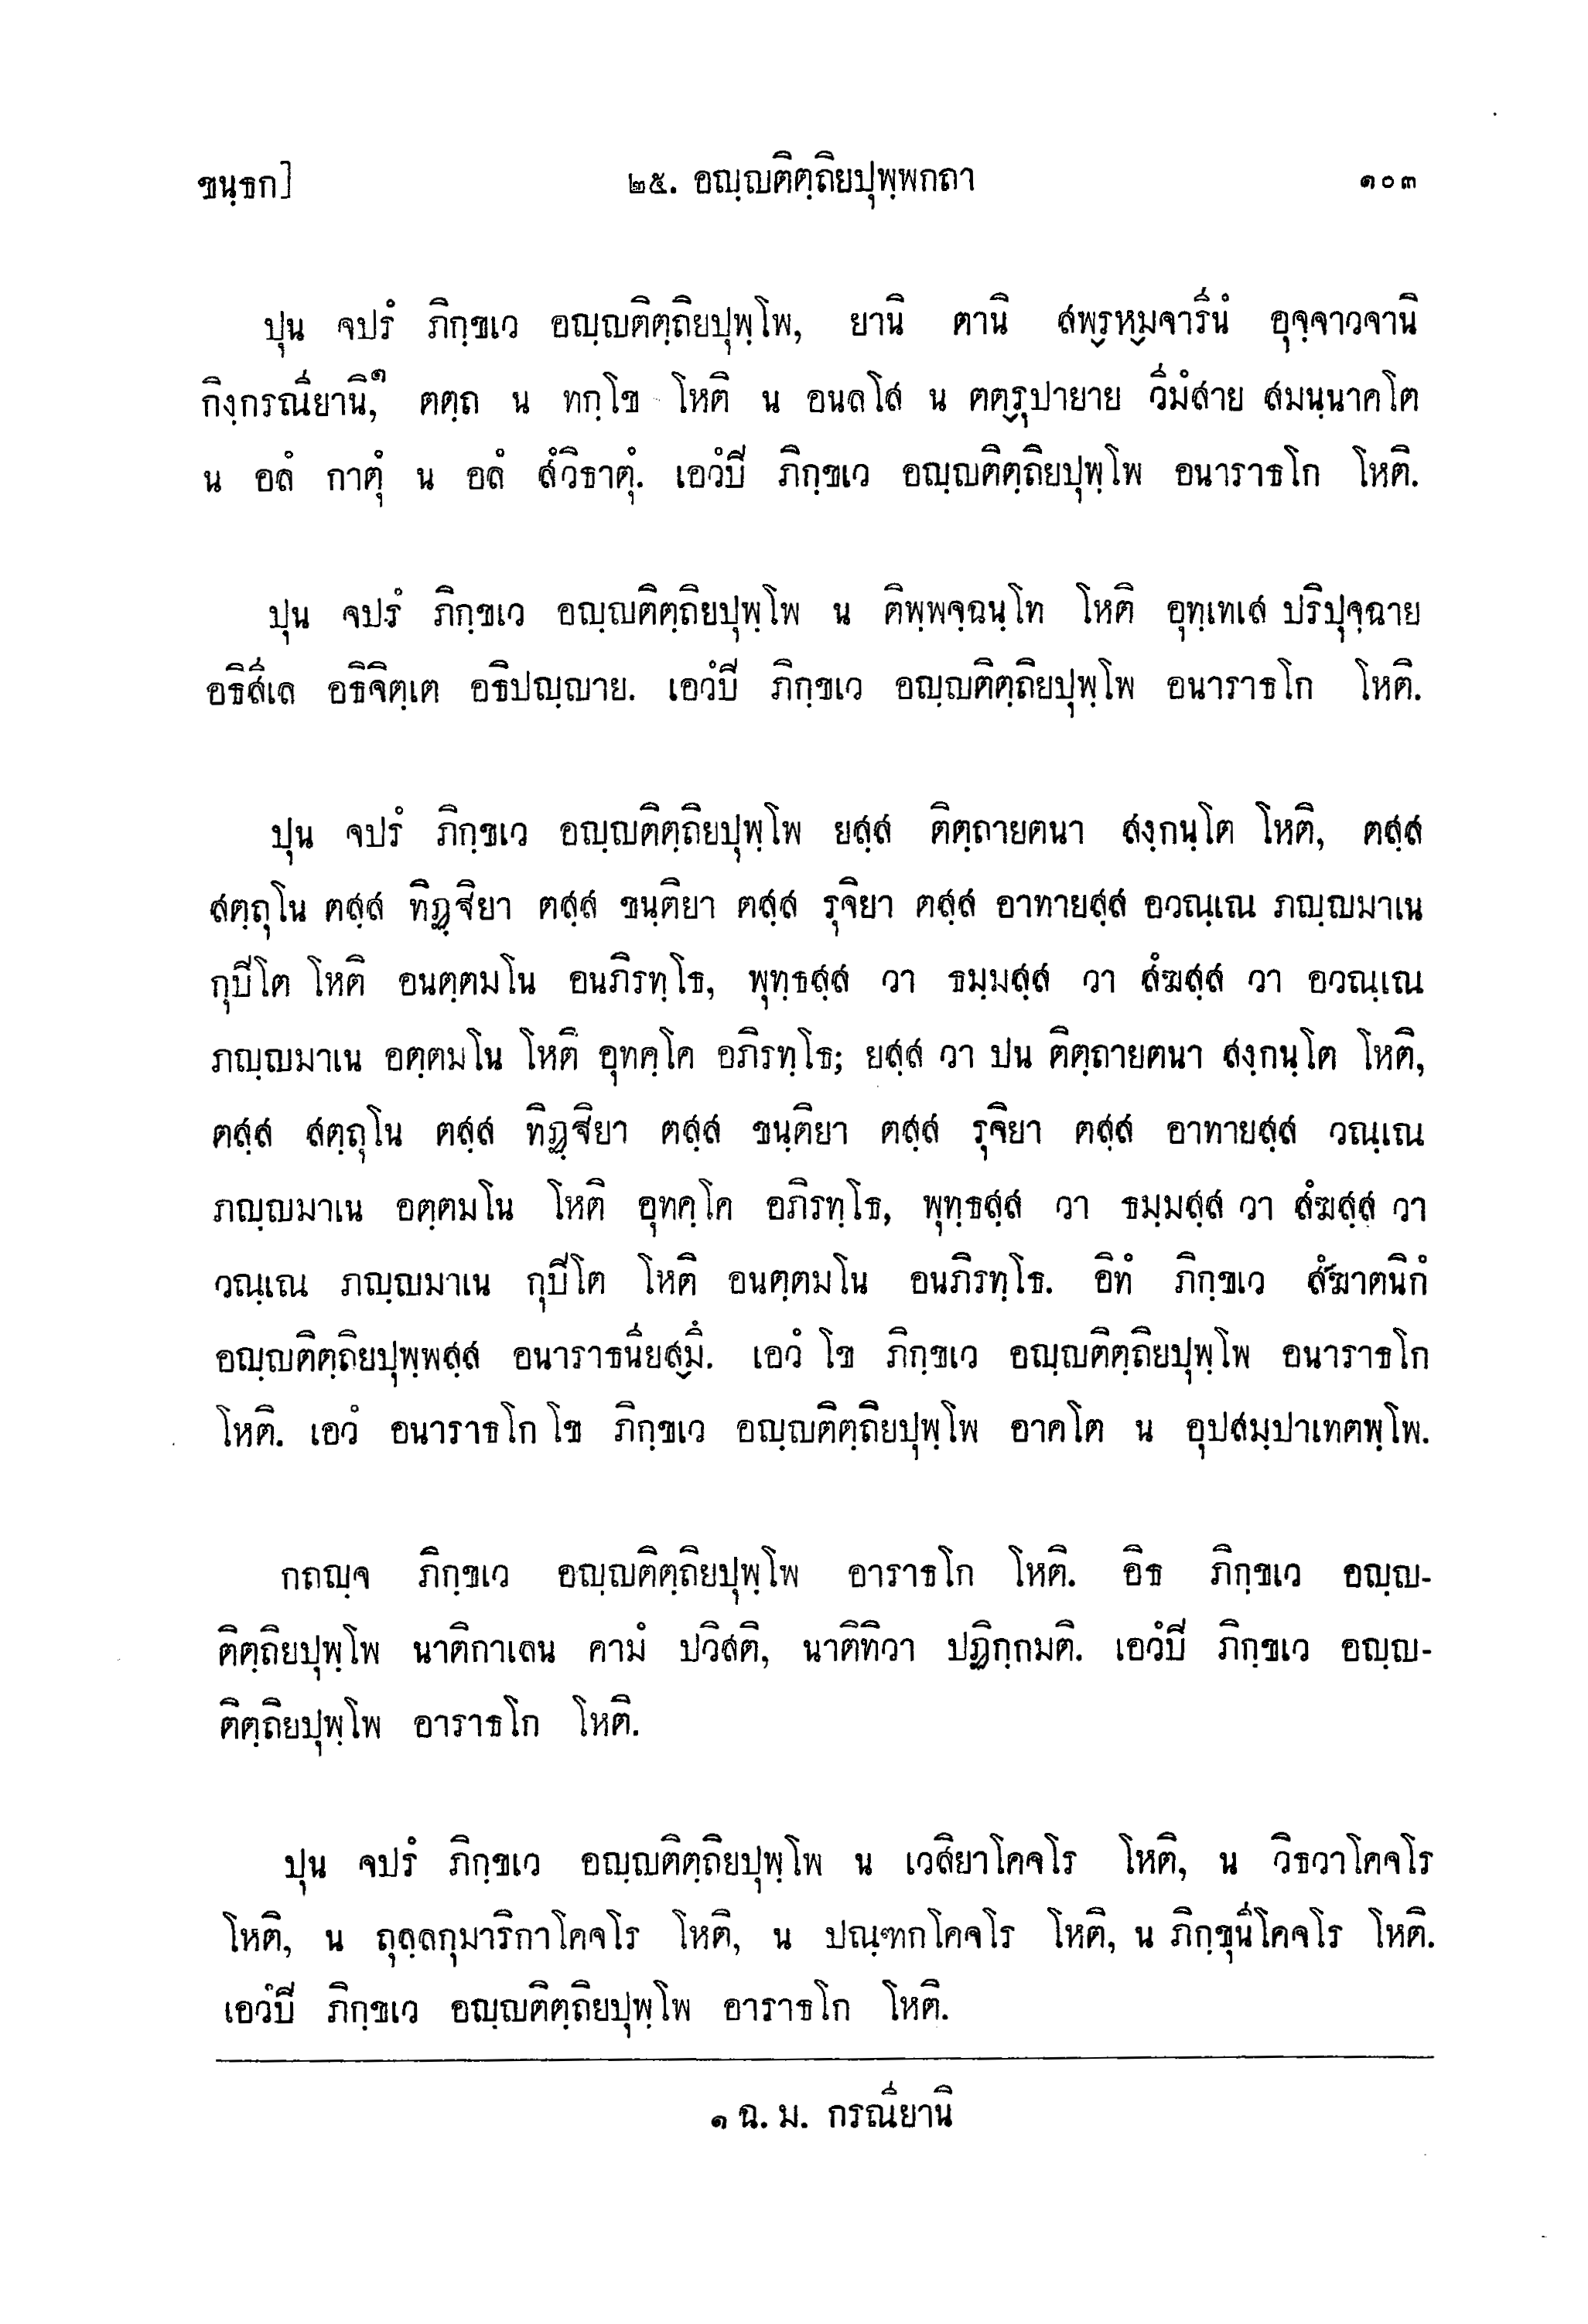 ขนฺธก]
๒๕. อญฺญติตฺถิยปุพฺพกถา
๑๐๓
ปุน จปรํ ภิกฺขเว อญฺญติตฺถิยปุพฺโพ, ยานิ ตานิ สพฺรหฺมจารีนํ อุจฺจาวจานิ
กิงฺกรณียานิ,๑ ตตฺถ น ทกฺโข โหติ น อนลโส น ตตฺรุปายาย วีมํสาย สมนฺนาคโต
น อลํ กาตุํ น อลํ สํวิธาตุํ. เอวํปิ ภิกฺขเว อญฺญติตฺถิยปุพฺโพ อนาราธโก โหติ.
ปุน จปรํ ภิกฺขเว อญฺญติตฺถิยปุพฺโพ น ติพฺพจฺฉนฺโท โหติ อุทฺเทเส ปริปุจฺฉาย
อธิสีเล อธิจิตฺเต อธิปญฺญาย. เอวํปิ ภิกฺขเว อญฺญติตฺถิยปุพฺโพ อนาราธโก โหติ.
ปุน จปรํ ภิกฺขเว อญฺญติตฺถิยปุพฺโพ ยสฺส ติตฺถายตนา สงฺกนฺโต โหติ, ตสฺส
สตฺถุโน ตสฺส ทิฏฺฐิยา ตสฺส ขนฺติยา ตสฺส รุจิยา ตสฺส อาทายสฺส อวณฺเณ ภญฺญมาเน
กุปิโต โหติ อนตฺตมโน อนภิรทฺโธ, พุทฺธสฺส วา ธมฺมสฺส วา สํฆสฺส วา อวณฺเณ
ภญฺญมาเน อตฺตมโน โหติ อุทคฺโค อภิรทฺโธ; ยสฺส วา ปน ติตฺถายตนา สงฺกนฺโต โหติ,
ตสฺส สตฺถุโน ตสฺส ทิฏฺฐิยา ตสฺส ขนฺติยา ตสฺส รุจิยา ตสฺส อาทายสฺส วณฺเณ
ภญฺญมาเน อตฺตมโน โหติ อุทคฺโค อภิรทฺโธ, พุทฺธสฺส วา ธมฺมสฺส วา สํฆสฺส วา
วณฺเณ ภญฺญมาเน กุปิโต โหติ อนตฺตมโน อนภิรทฺโธ. อิทํ ภิกฺขเว สํฆาตนิกํ
อญฺญติตฺถิยปุพฺพสฺส อนาราธนียสฺมึ. เอวํ โข ภิกฺขเว อญฺญติตฺถิยปุพฺโพ อนาราธโก
โหติ. เอวํ อนาราธโก โข ภิกฺขเว อญฺญติตฺถิยปุพฺโพ อาคโต น อุปสมฺปาเทตพฺโพ.
กถญฺจ ภิกฺขเว อญฺญติตฺถิยปุพฺโพ อาราธโก โหติ. อิธ ภิกฺขเว อญฺญ-
ติตฺถิยปุพฺโพ นาติกาเลน คามํ ปวิสติ, นาติทิวา ปฏิกฺกมติ. เอวํปิ ภิกฺขเว อญฺญ-
ติตฺถิยปุพฺโพ อาราธโก โหติ.
ปุน จปรํ ภิกฺขเว อญฺญติตฺถิยปุพฺโพ น เวสิยาโคจโร โหติ, น วิธวาโคจโร
โหติ, น ถุลฺลกุมาริกาโคจโร โหติ, น ปณฺฑกโคจโร โหติ, น ภิกฺขุนีโคจโร โหติ.
เอวํปิ ภิกฺขเว อญฺญติตฺถิยปุพฺโพ อาราธโก โหติ.
๑ ฉ. ม. กรณียานิ